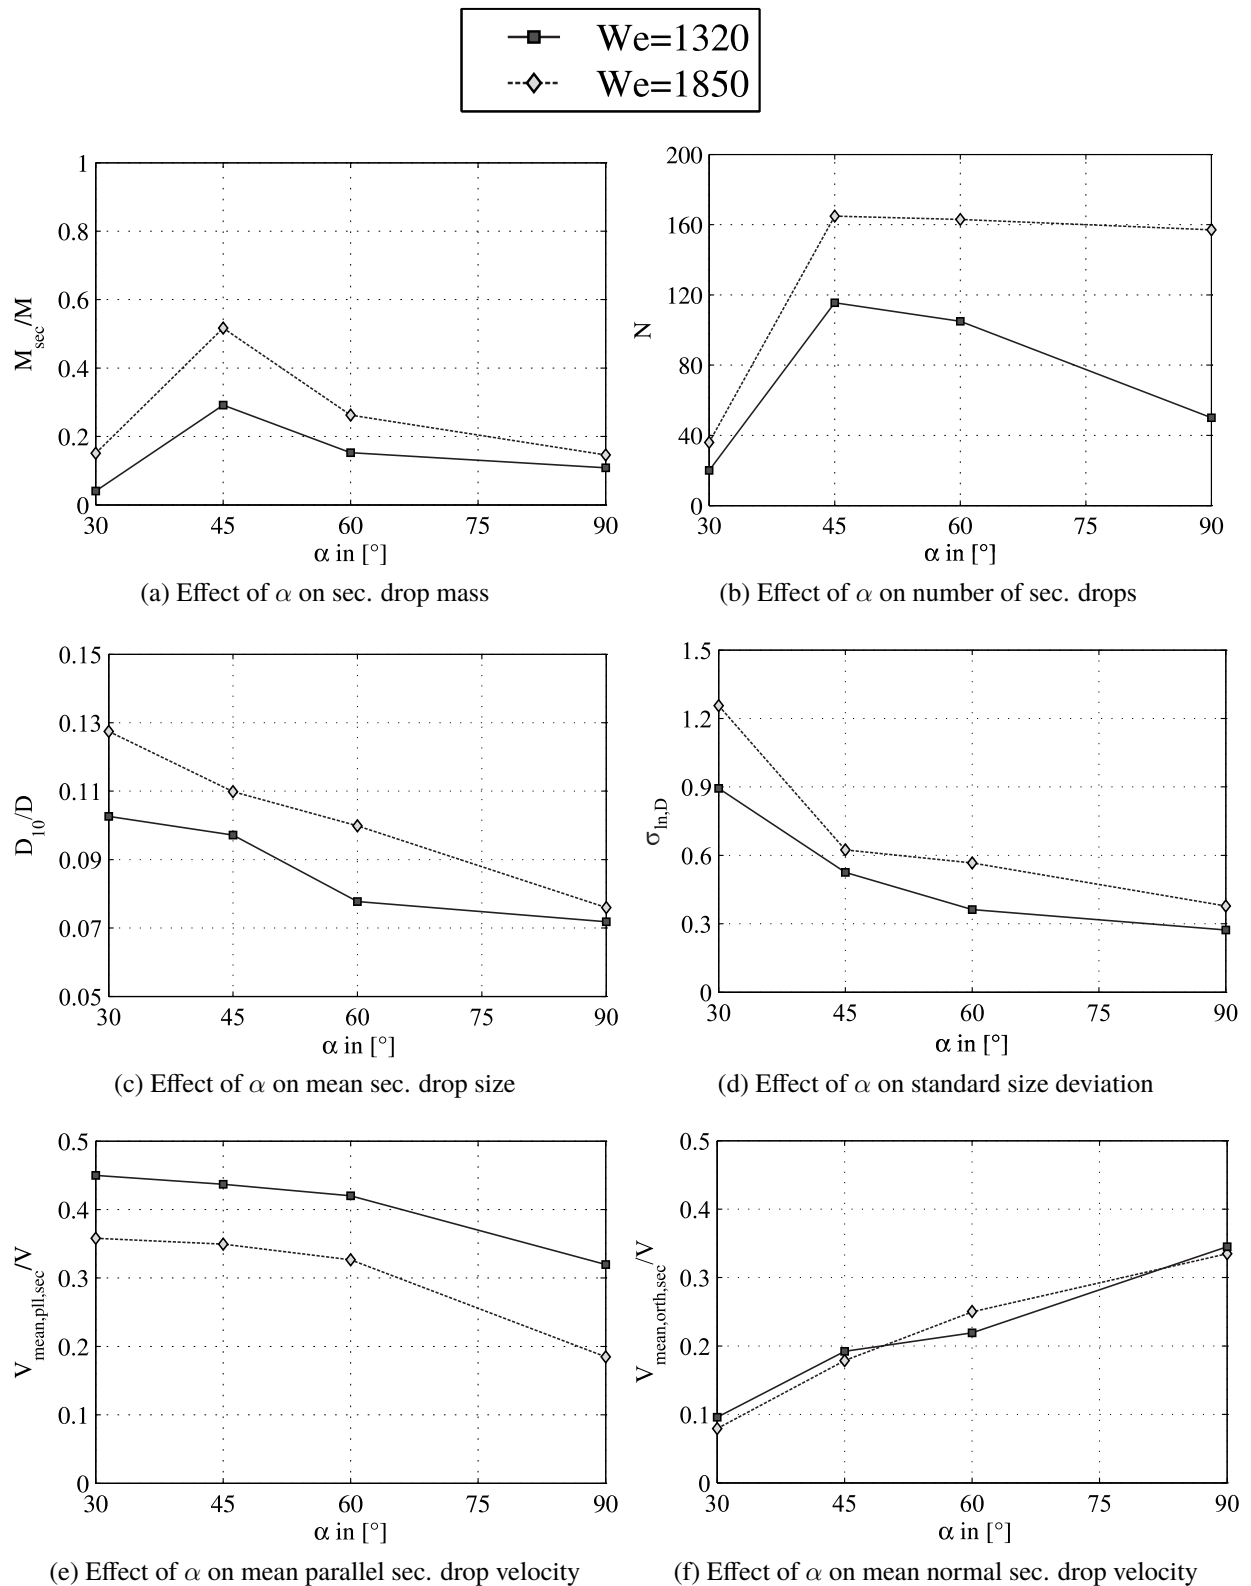 We=1320
We=1850
1
0.8
0.6
0.4
0.2
0
30 45 60 75 90
M_sec/M
α in [°]
(a) Effect of α on sec. drop mass
200
160
120
80
40
0
30 45 60 75 90
N
α in [°]
(b) Effect of α on number of sec. drops
0.15
0.13
0.11
0.09
0.07
0.05
30 45 60 75 90
D_10/D
α in [°]
(c) Effect of α on mean sec. drop size
1.5
1.2
0.9
0.6
0.3
0
30 45 60 75 90
σ_ln,D
α in [°]
(d) Effect of α on standard size deviation
0.5
0.4
0.3
0.2
0.1
0
30 45 60 75 90
V_mean,pll,sec/V
α in [°]
(e) Effect of α on mean parallel sec. drop velocity
0.5
0.4
0.3
0.2
0.1
0
30 45 60 75 90
V_mean,orth,sec/V
α in [°]
(f) Effect of α on mean normal sec. drop velocity